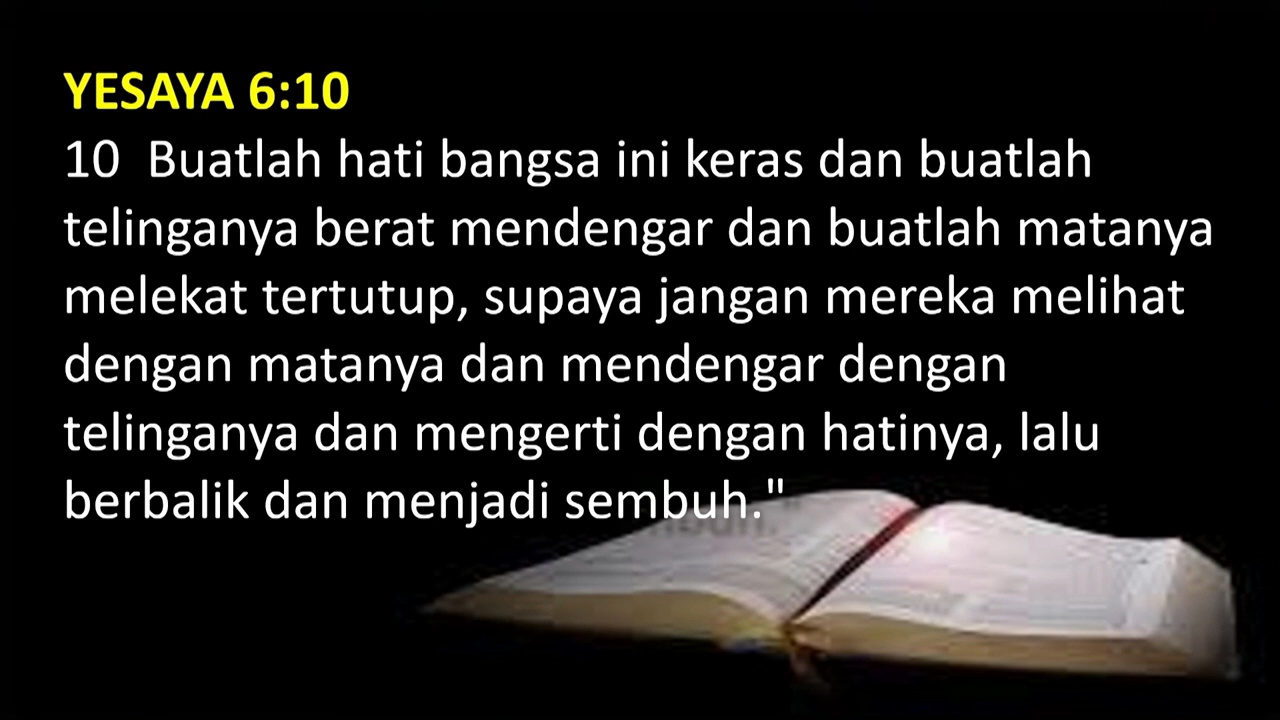 YESAYA 6:10
10 Buatlah hati bangsa ini keras dan buatlah
telinganya berat mendengar dan buatlah matanya
melekat tertutup, supaya jangan mereka melihat
dengan matanya dan mendengar dengan
telinganya dan mengerti dengan hatinya, lalu
berbalik dan menjadi sembuh."